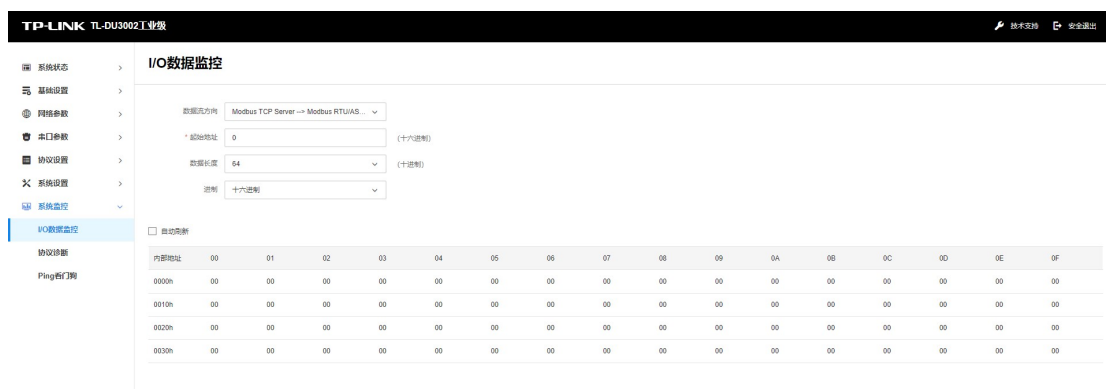 TP-LINK TL-DU3002工业级
技术支持 安全退出
系统状态
基础设置
网络参数
串口参数
协议设置
系统设置
系统监控
I/O数据监控
协议诊断
Ping看门狗
I/O数据监控
数据流方向 Modbus TCP Server --> Modbus RTU/AS...
* 起始地址 0 (十六进制)
数据长度 64 (十进制)
进制 十六进制
自动刷新
内部地址 00 01 02 03 04 05 06 07 08 09 0A 0B 0C 0D 0E 0F
0000h 00 00 00 00 00 00 00 00 00 00 00 00 00 00 00 00
0010h 00 00 00 00 00 00 00 00 00 00 00 00 00 00 00 00
0020h 00 00 00 00 00 00 00 00 00 00 00 00 00 00 00 00
0030h 00 00 00 00 00 00 00 00 00 00 00 00 00 00 00 00